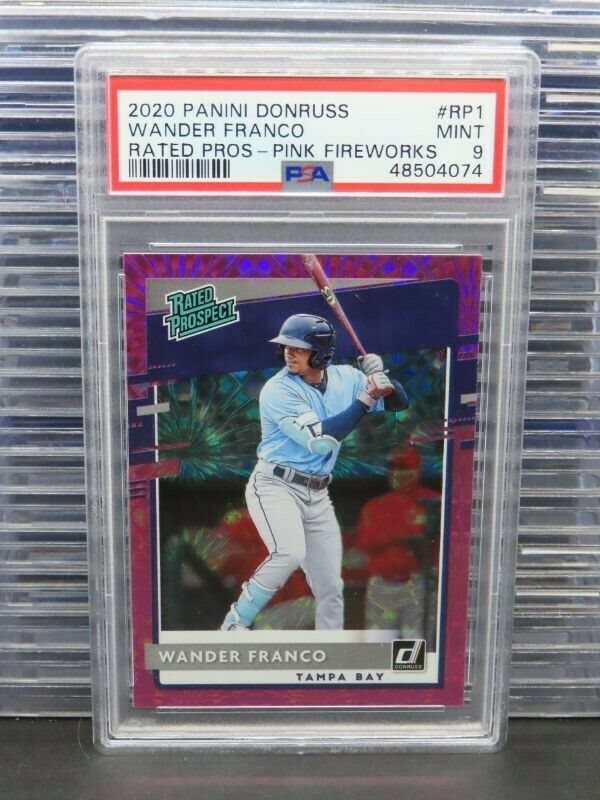 2020 PANINI DONRUSS #RP1
WANDER FRANCO MINT
RATED PROS - PINK FIREWORKS 9
PSA 48504074
RATED
PROSPECT
WANDER FRANCO
d
DONRUSS
TAMPA BAY